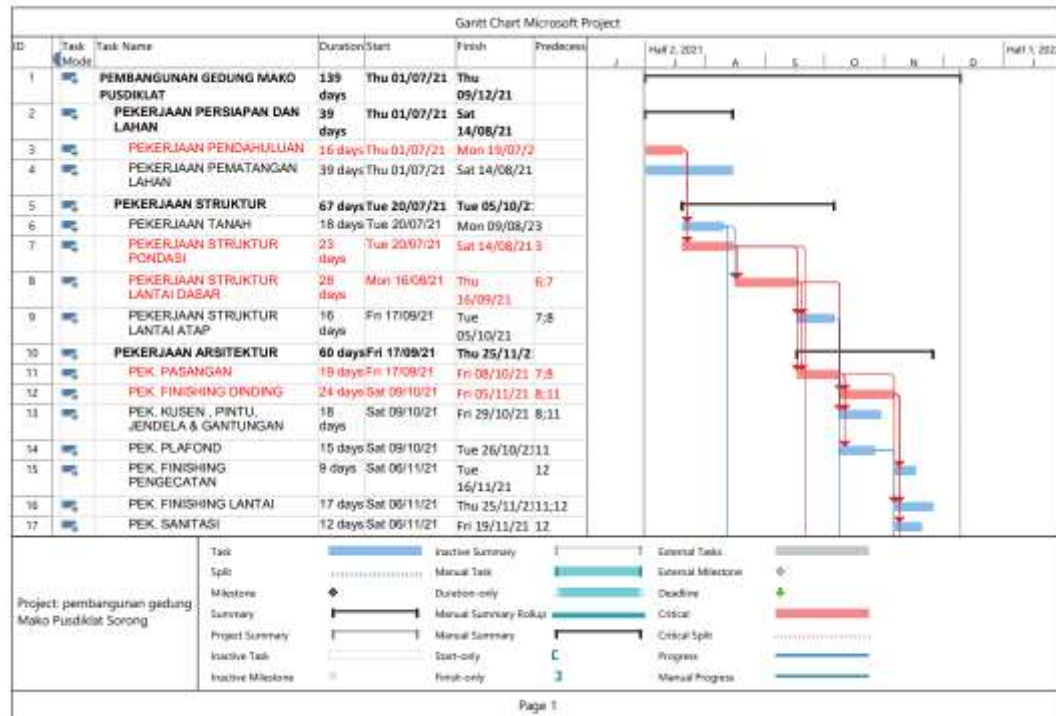 Gantt Chart Microsoft Project
ID Task Mode Task Name Duration Start Finish Predecess Half 2, 2021 Half 1, 202
J J A S O N D J
1 PEMBANGUNAN GEDUNG MAKO PUSDIKLAT 139 days Thu 01/07/21 Thu 09/12/21
2 PEKERJAAN PERSIAPAN DAN LAHAN 39 days Thu 01/07/21 Sat 14/08/21
3 PEKERJAAN PENDAHULUAN 16 days Thu 01/07/21 Mon 19/07/2
4 PEKERJAAN PEMATANGAN LAHAN 39 days Thu 01/07/21 Sat 14/08/21
5 PEKERJAAN STRUKTUR 67 days Tue 20/07/21 Tue 05/10/2
6 PEKERJAAN TANAH 18 days Tue 20/07/21 Mon 09/08/2 3
7 PEKERJAAN STRUKTUR PONDASI 23 days Tue 20/07/21 Sat 14/08/21 3
8 PEKERJAAN STRUKTUR LANTAI DASAR 28 days Mon 16/08/21 Thu 16/09/21 6;7
9 PEKERJAAN STRUKTUR LANTAI ATAP 16 days Fri 17/09/21 Tue 05/10/21 7;8
10 PEKERJAAN ARSITEKTUR 60 days Fri 17/09/21 Thu 25/11/2
11 PEK. PASANGAN 19 days Fri 17/09/21 Fri 08/10/21 7;8
12 PEK. FINISHING DINDING 24 days Sat 09/10/21 Fri 05/11/21 8;11
13 PEK. KUSEN , PINTU, JENDELA & GANTUNGAN 18 days Sat 09/10/21 Fri 29/10/21 8;11
14 PEK. PLAFOND 15 days Sat 09/10/21 Tue 26/10/2 11
15 PEK. FINISHING PENGECATAN 9 days Sat 06/11/21 Tue 16/11/21 12
16 PEK. FINISHING LANTAI 17 days Sat 06/11/21 Thu 25/11/2 11;12
17 PEK. SANITASI 12 days Sat 06/11/21 Fri 19/11/21 12
Project: pembangunan gedung
Mako Pusdiklat Sorong
Task Inactive Summary External Tasks
Split Manual Task External Milestone
Milestone Duration-only Deadline
Summary Manual Summary Rollup Critical
Project Summary Manual Summary Critical Split
Inactive Task Start-only Progress
Inactive Milestone Finish-only Manual Progress
Page 1